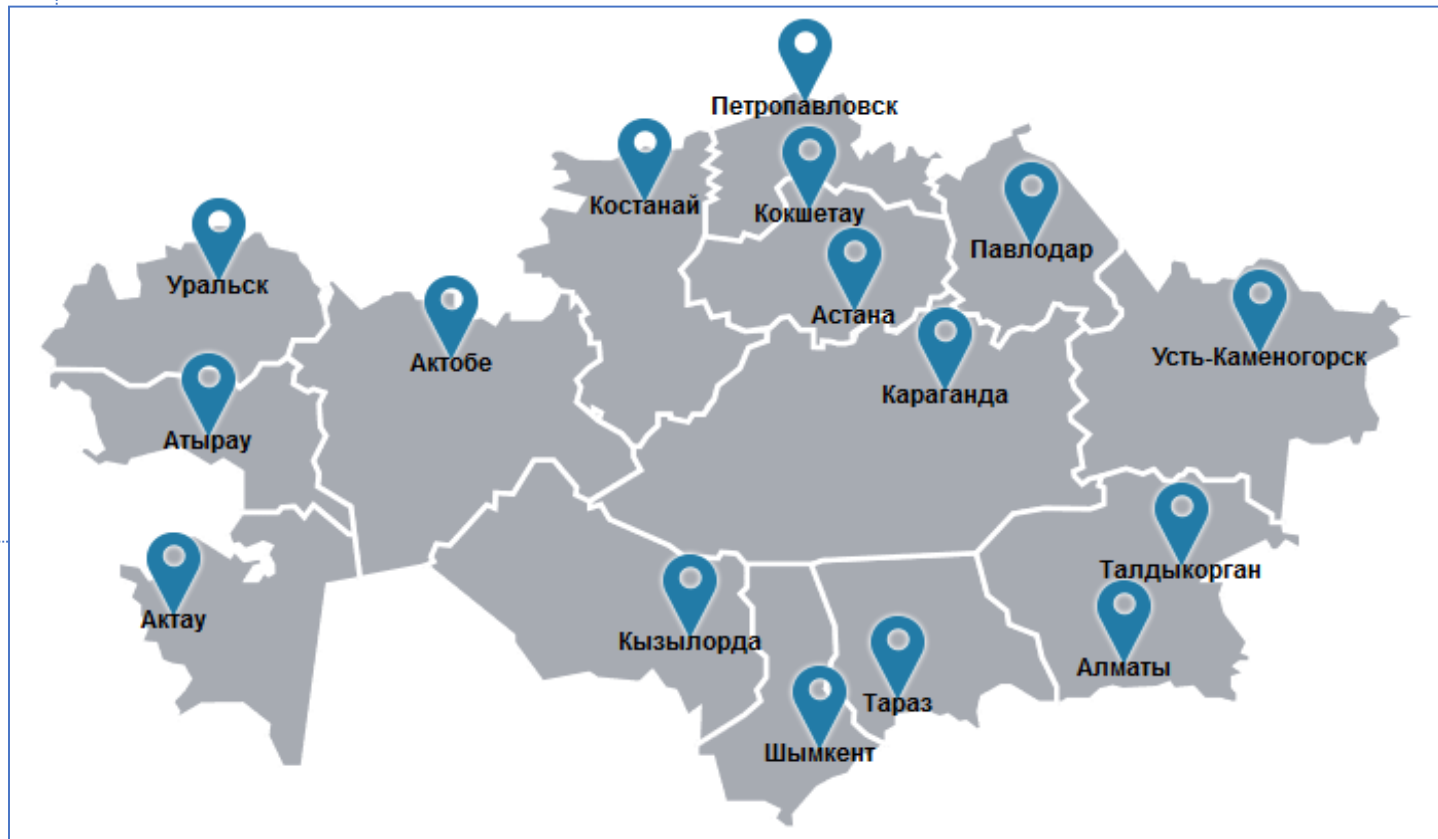 Петропавловск
Костанай
Кокшетау
Павлодар
Уральск
Астана
Актобе
Усть-Каменогорск
Караганда
Атырау
Талдыкорган
Актау
Кызылорда
Алматы
Тараз
Шымкент